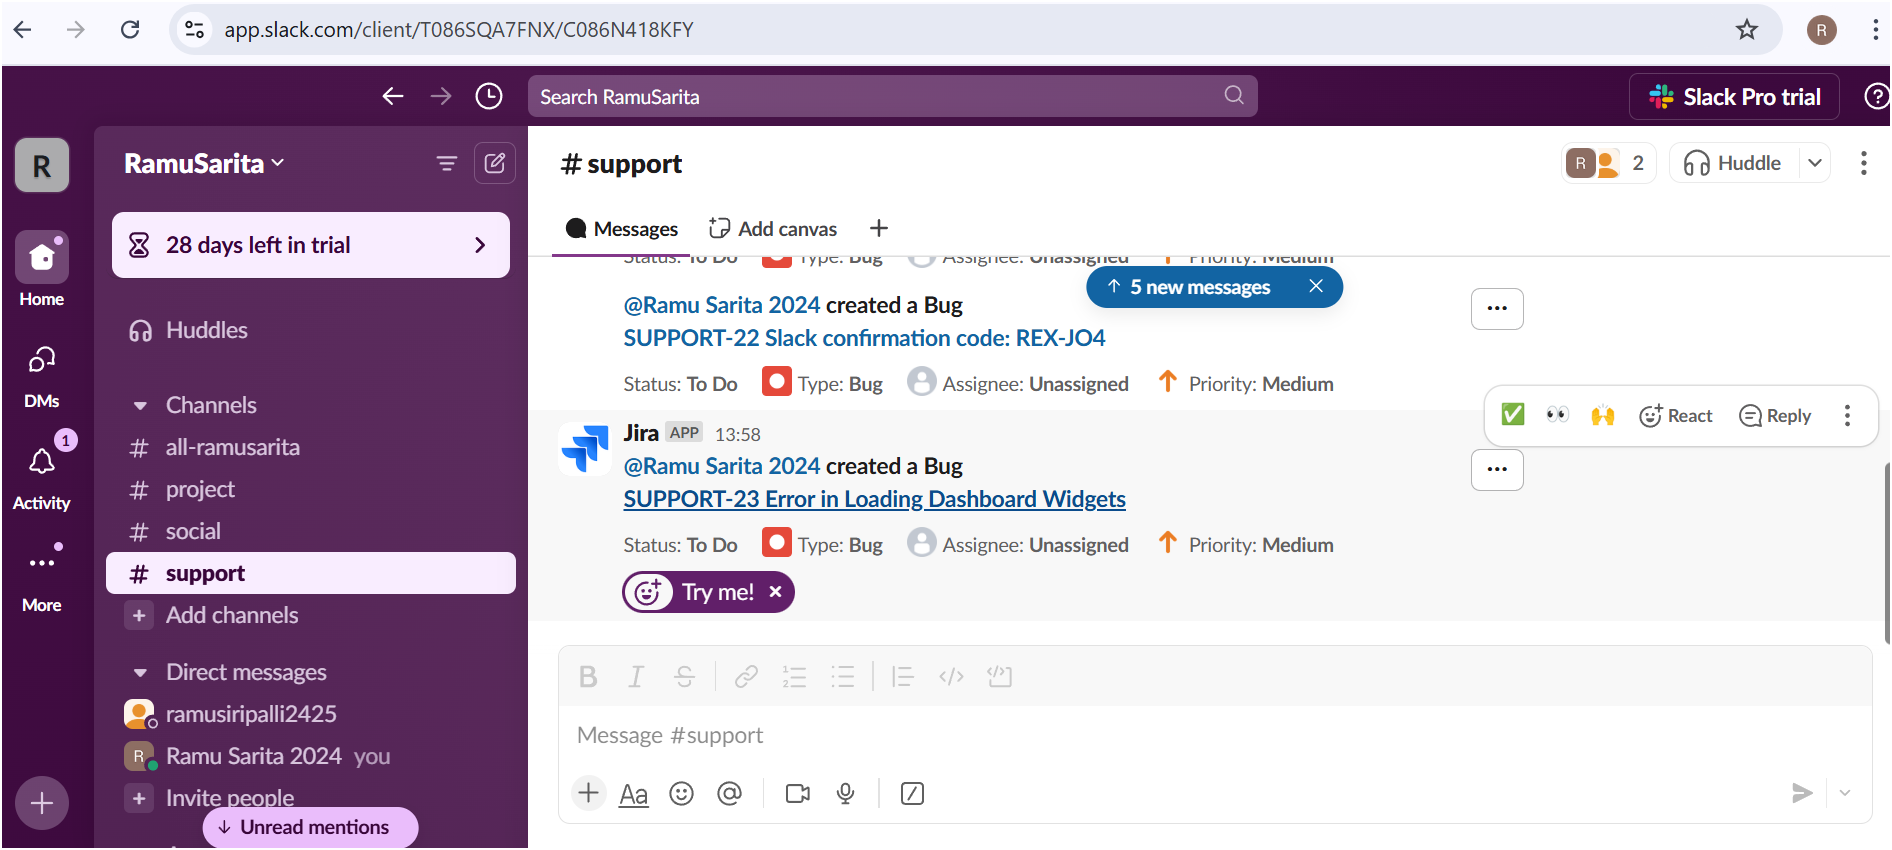 app.slack.com/client/T086SQA7FNX/C086N418KFY
R
Search RamuSarita
Slack Pro trial
?
R
Home
DMs
1
Activity
More
RamuSarita
28 days left in trial
Huddles
Channels
# all-ramusarita
# project
# social
# support
+ Add channels
Direct messages
ramusiripalli2425
R Ramu Sarita 2024 you
+ Invite people
↓ Unread mentions
# support
R 2
Huddle
Messages
Add canvas
+
Status: To Do Type: Bug Assignee: Unassigned Priority: Medium
↑ 5 new messages ×
@Ramu Sarita 2024 created a Bug
SUPPORT-22 Slack confirmation code: REX-JO4
Status: To Do Type: Bug Assignee: Unassigned Priority: Medium
React
Reply
Jira APP 13:58
@Ramu Sarita 2024 created a Bug
SUPPORT-23 Error in Loading Dashboard Widgets
Status: To Do Type: Bug Assignee: Unassigned Priority: Medium
Try me! ×
B I S
Message #support
+ Aa @